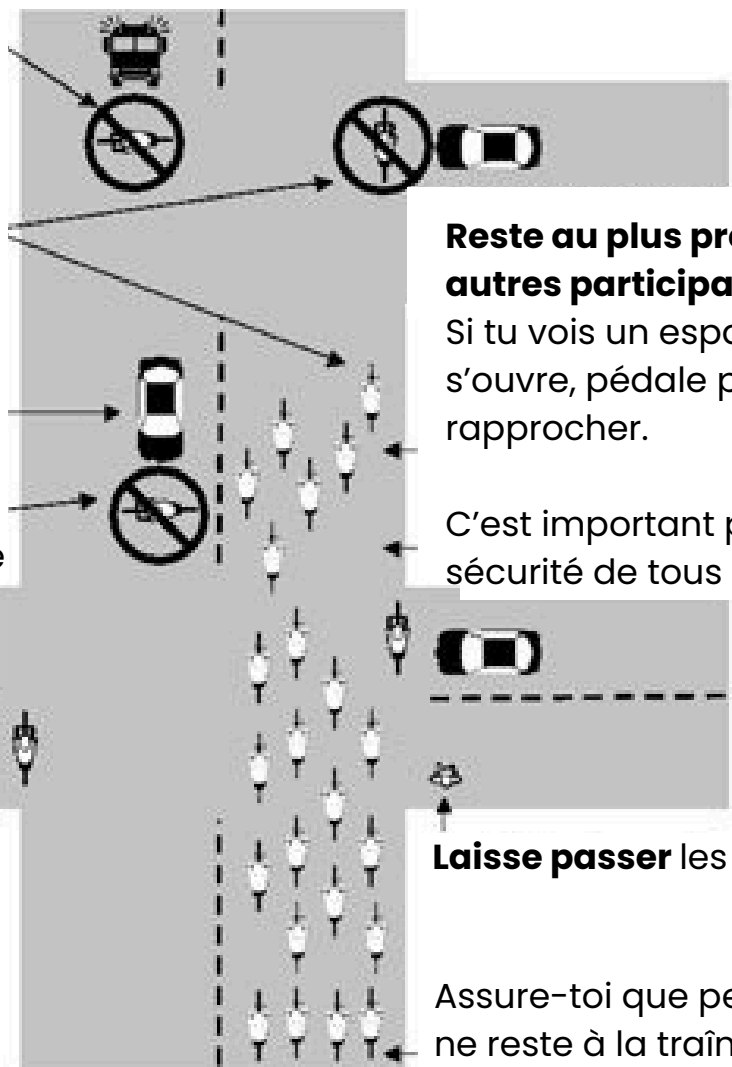 Reste au plus pr
autres participa
Si tu vois un espa
s'ouvre, pédale p
rapprocher.
C'est important p
sécurité de tous
Laisse passer les
Assure-toi que pe
ne reste à la traîn